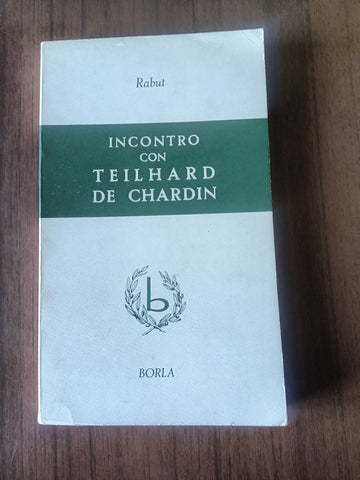 Rabut
INCONTRO
CON
TEILHARD
DE CHARDIN
b
BORLA